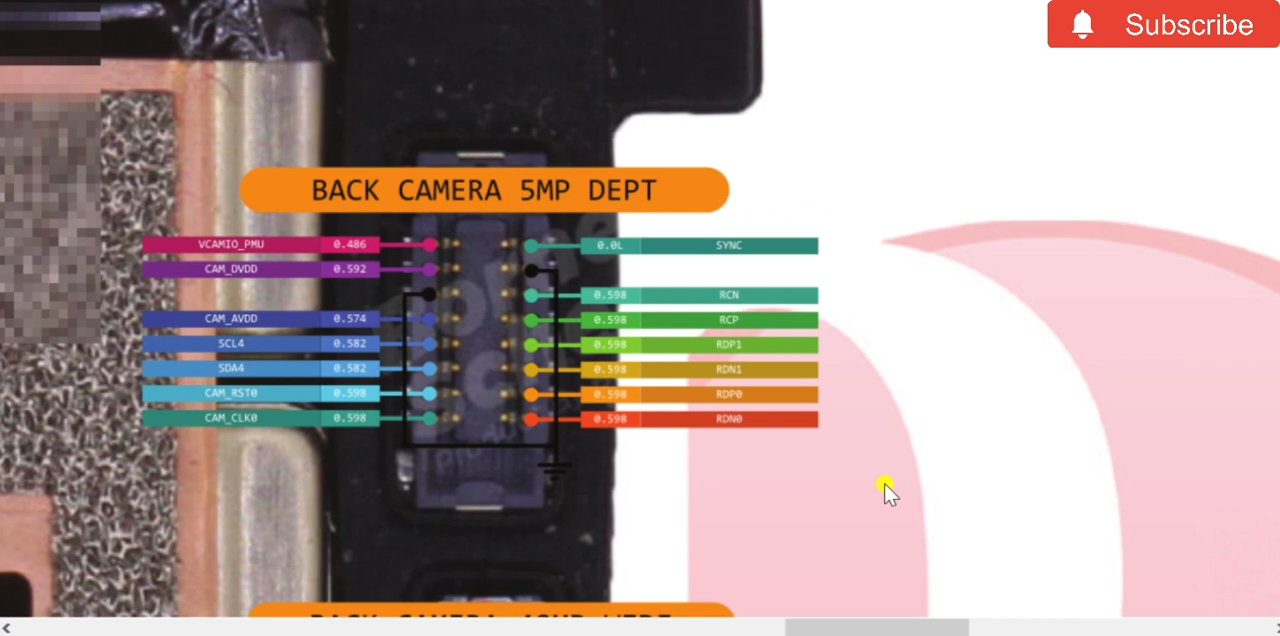 Subscribe
BACK CAMERA 5MP DEPT
VCAMIO_PMU 0.486
0.0L SYNC
CAM_DVDD 0.592
0.598 RCN
CAM_AVDD 0.574
0.598 RCP
SCL4 0.582
0.598 RDP1
SDA4 0.582
0.598 RDN1
CAM_RST0 0.598
0.598 RDP0
CAM_CLK0 0.598
0.598 RDN0